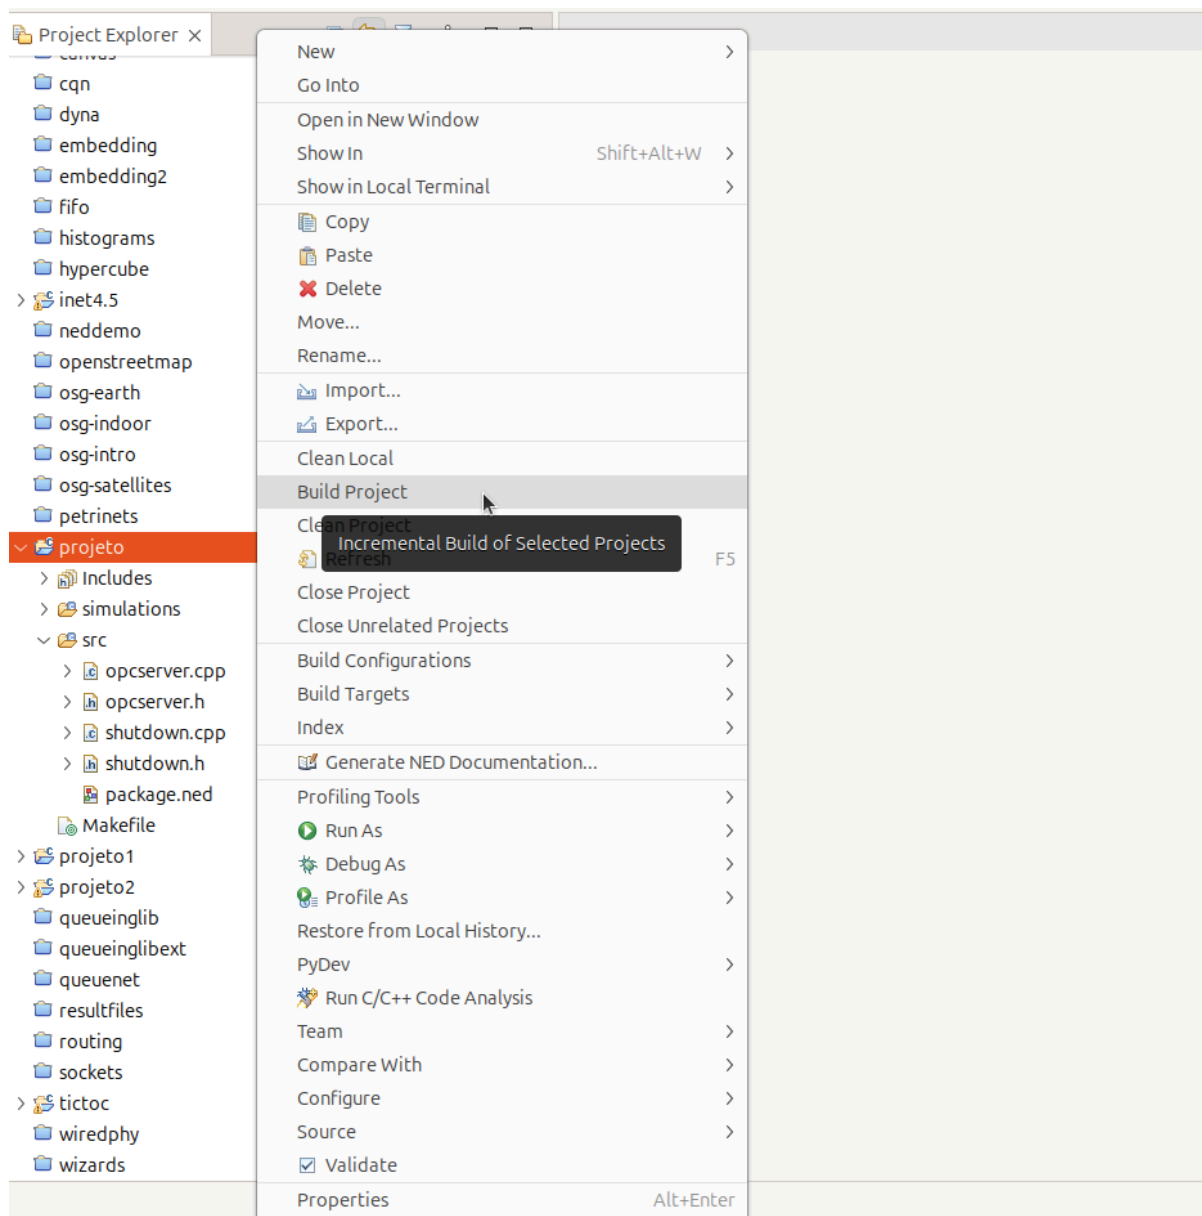 Project Explorer
canvas
cqn
dyna
embedding
embedding2
fifo
histograms
hypercube
inet4.5
neddemo
openstreetmap
osg-earth
osg-indoor
osg-intro
osg-satellites
petrinets
projeto
Includes
simulations
src
opcserver.cpp
opcserver.h
shutdown.cpp
shutdown.h
package.ned
Makefile
projeto1
projeto2
queueinglib
queueinglibext
queuenet
resultfiles
routing
sockets
tictoc
wiredphy
wizards
New
Go Into
Open in New Window
Show In Shift+Alt+W
Show in Local Terminal
Copy
Paste
Delete
Move...
Rename...
Import...
Export...
Clean Local
Build Project
Clean Project
Incremental Build of Selected Projects
Refresh F5
Close Project
Close Unrelated Projects
Build Configurations
Build Targets
Index
Generate NED Documentation...
Profiling Tools
Run As
Debug As
Profile As
Restore from Local History...
PyDev
Run C/C++ Code Analysis
Team
Compare With
Configure
Source
Validate
Properties Alt+Enter